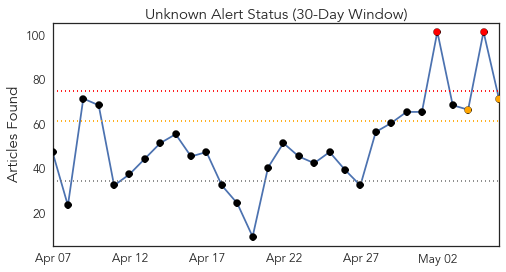 Unknown Alert Status (30-Day Window)
100
80
60
40
20
Articles Found
Apr 07 Apr 12 Apr 17 Apr 22 Apr 27 May 02